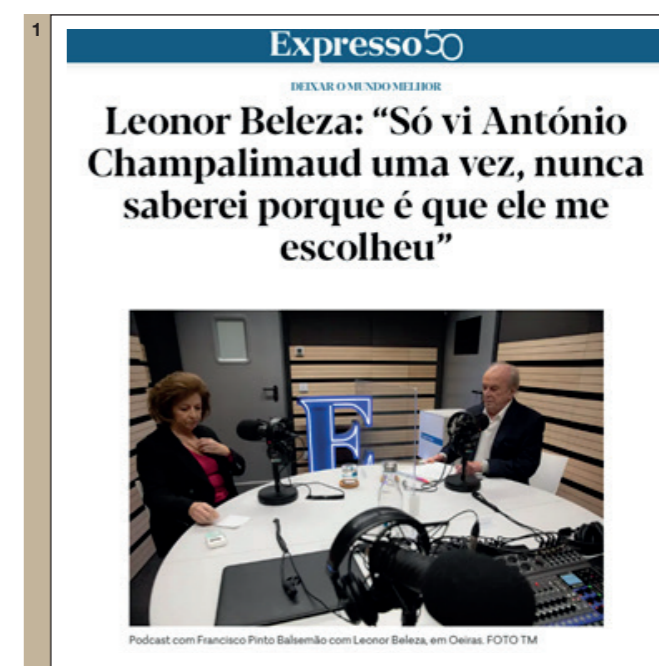 1
Expresso50
DEIXAR O MUNDO MELHOR
Leonor Beleza: “Só vi António
Champalimaud uma vez, nunca
saberei porque é que ele me
escolheu”
E
Podcast com Francisco Pinto Balsemão com Leonor Beleza, em Oeiras. FOTO TM